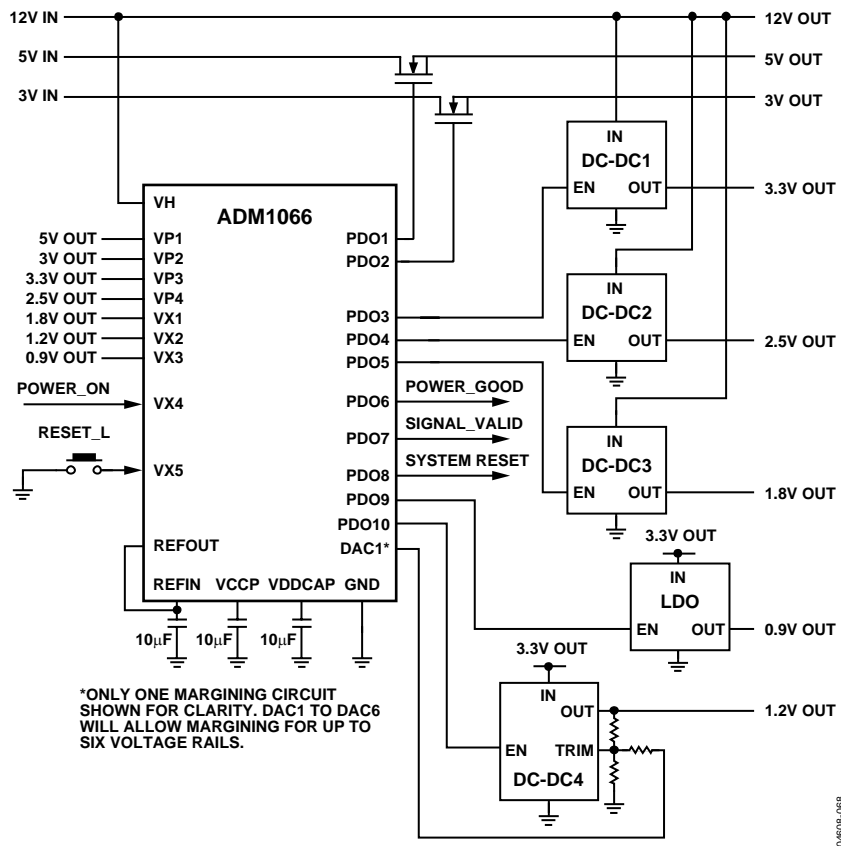 12V IN
12V OUT
5V IN
5V OUT
3V IN
3V OUT
IN
DC-DC1
EN OUT
3.3V OUT
VH
ADM1066
5V OUT
VP1
PDO1
3V OUT
VP2
PDO2
3.3V OUT
VP3
2.5V OUT
VP4
1.8V OUT
VX1
PDO3
1.2V OUT
VX2
PDO4
0.9V OUT
VX3
PDO5
IN
DC-DC2
EN OUT
2.5V OUT
POWER_ON
VX4
PDO6
POWER_GOOD
PDO7
SIGNAL_VALID
RESET_L
VX5
PDO8
SYSTEM RESET
PDO9
IN
DC-DC3
EN OUT
1.8V OUT
PDO10
REFOUT
DAC1*
REFIN VCCP VDDCAP GND
10μF 10μF 10μF
3.3V OUT
IN
LDO
EN OUT
0.9V OUT
3.3V OUT
IN
OUT
1.2V OUT
EN TRIM
DC-DC4
*ONLY ONE MARGINING CIRCUIT
SHOWN FOR CLARITY. DAC1 TO DAC6
WILL ALLOW MARGINING FOR UP TO
SIX VOLTAGE RAILS.
04608-068